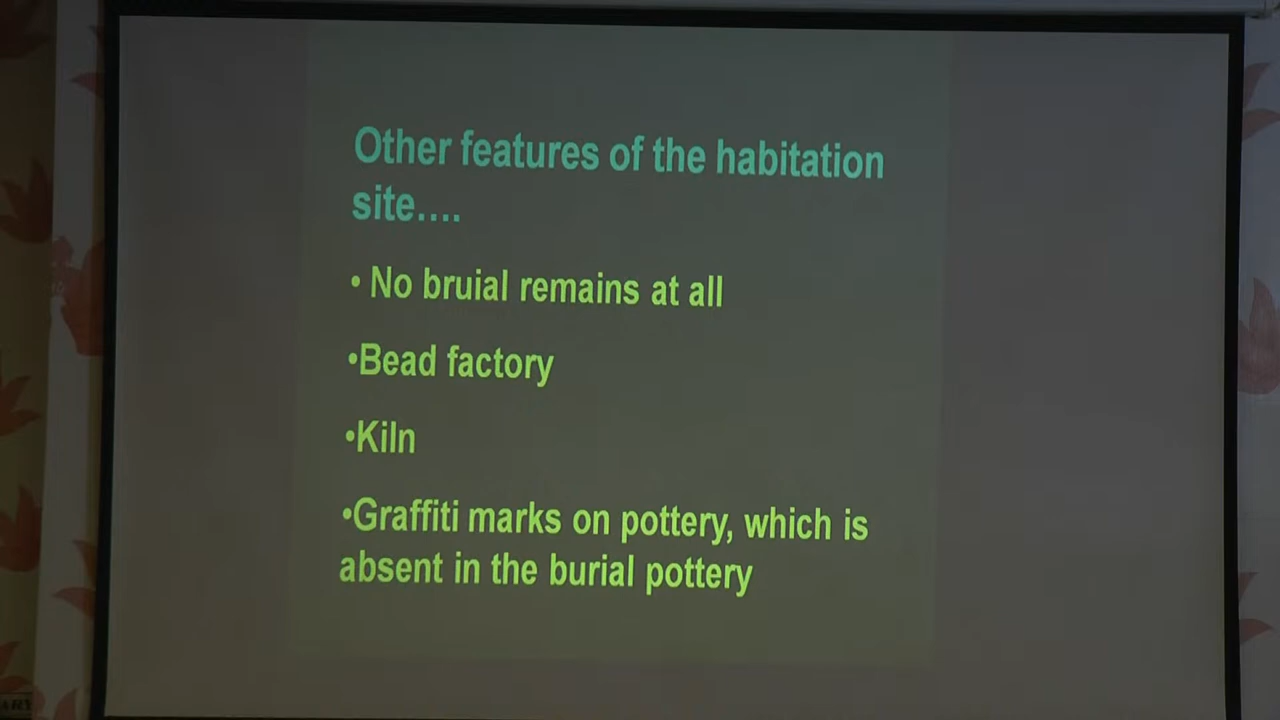 Other features of the habitation
site....
• No bruial remains at all
•Bead factory
•Kiln
•Graffiti marks on pottery, which is
absent in the burial pottery
ARY